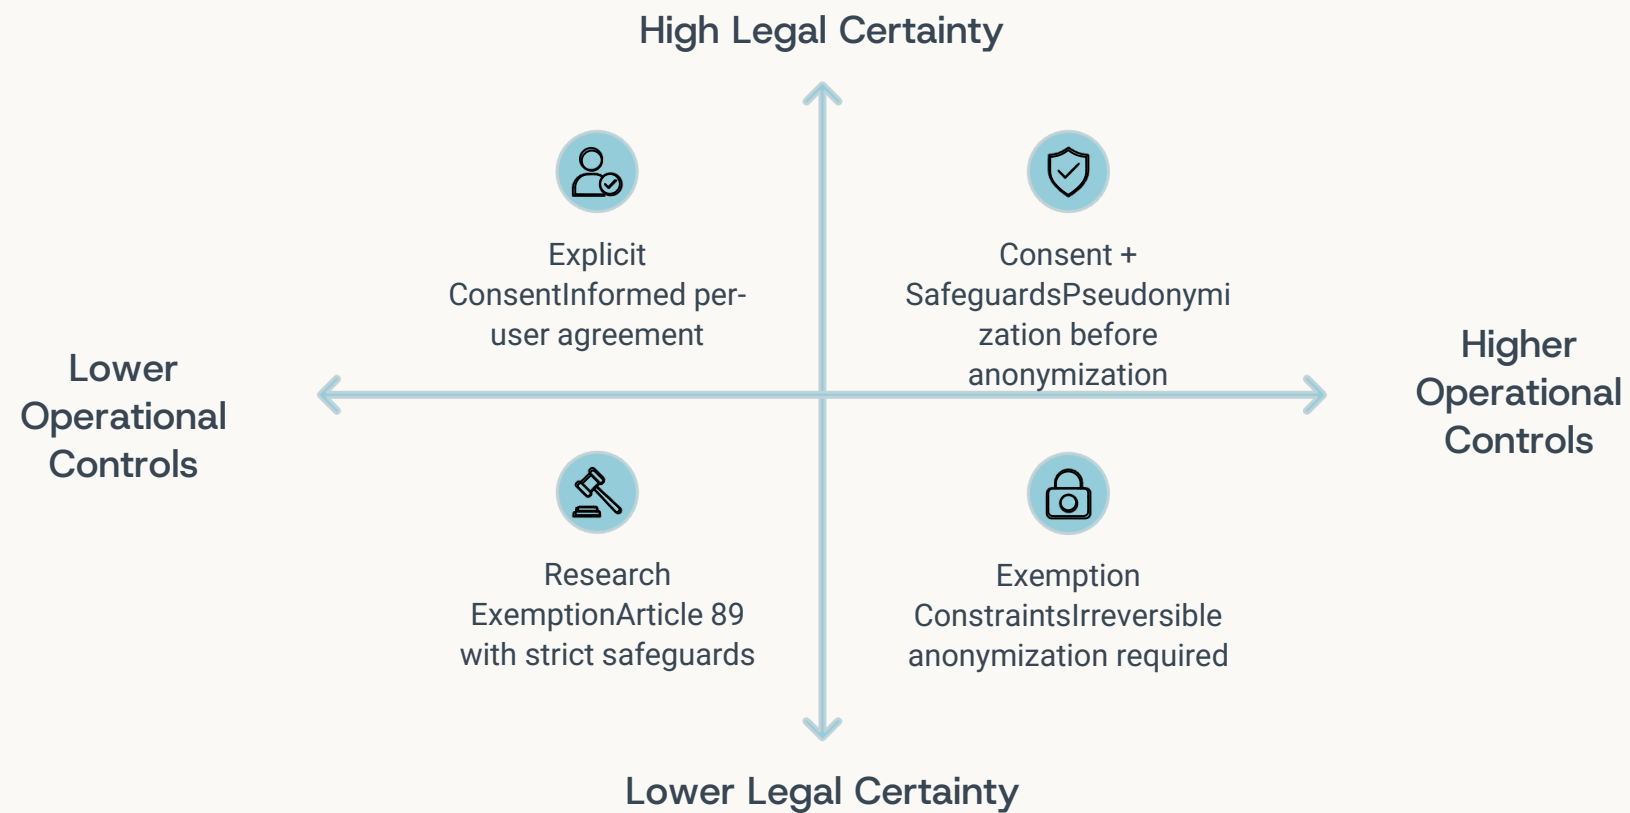 High Legal Certainty
Explicit
ConsentInformed per-
user agreement
Consent +
SafeguardsPseudonymi
zation before
anonymization
Lower
Operational
Controls
Higher
Operational
Controls
Research
ExemptionArticle 89
with strict safeguards
Exemption
ConstraintsIrreversible
anonymization required
Lower Legal Certainty